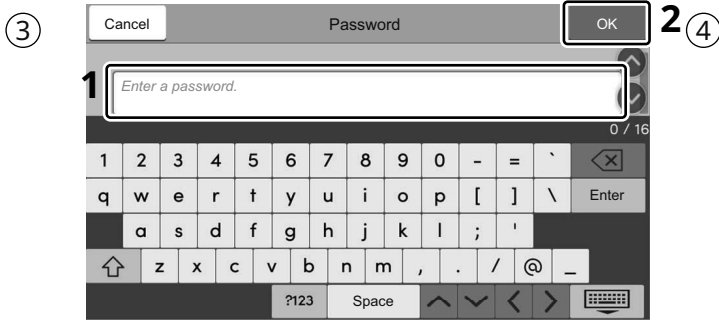 ③ Cancel Password OK 2 ④
1 Enter a password.
0 / 16
1 2 3 4 5 6 7 8 9 0 - = `
q w e r t y u i o p [ ] \ Enter
a s d f g h j k l ; '
z x c v b n m , . / @ _
?123 Space